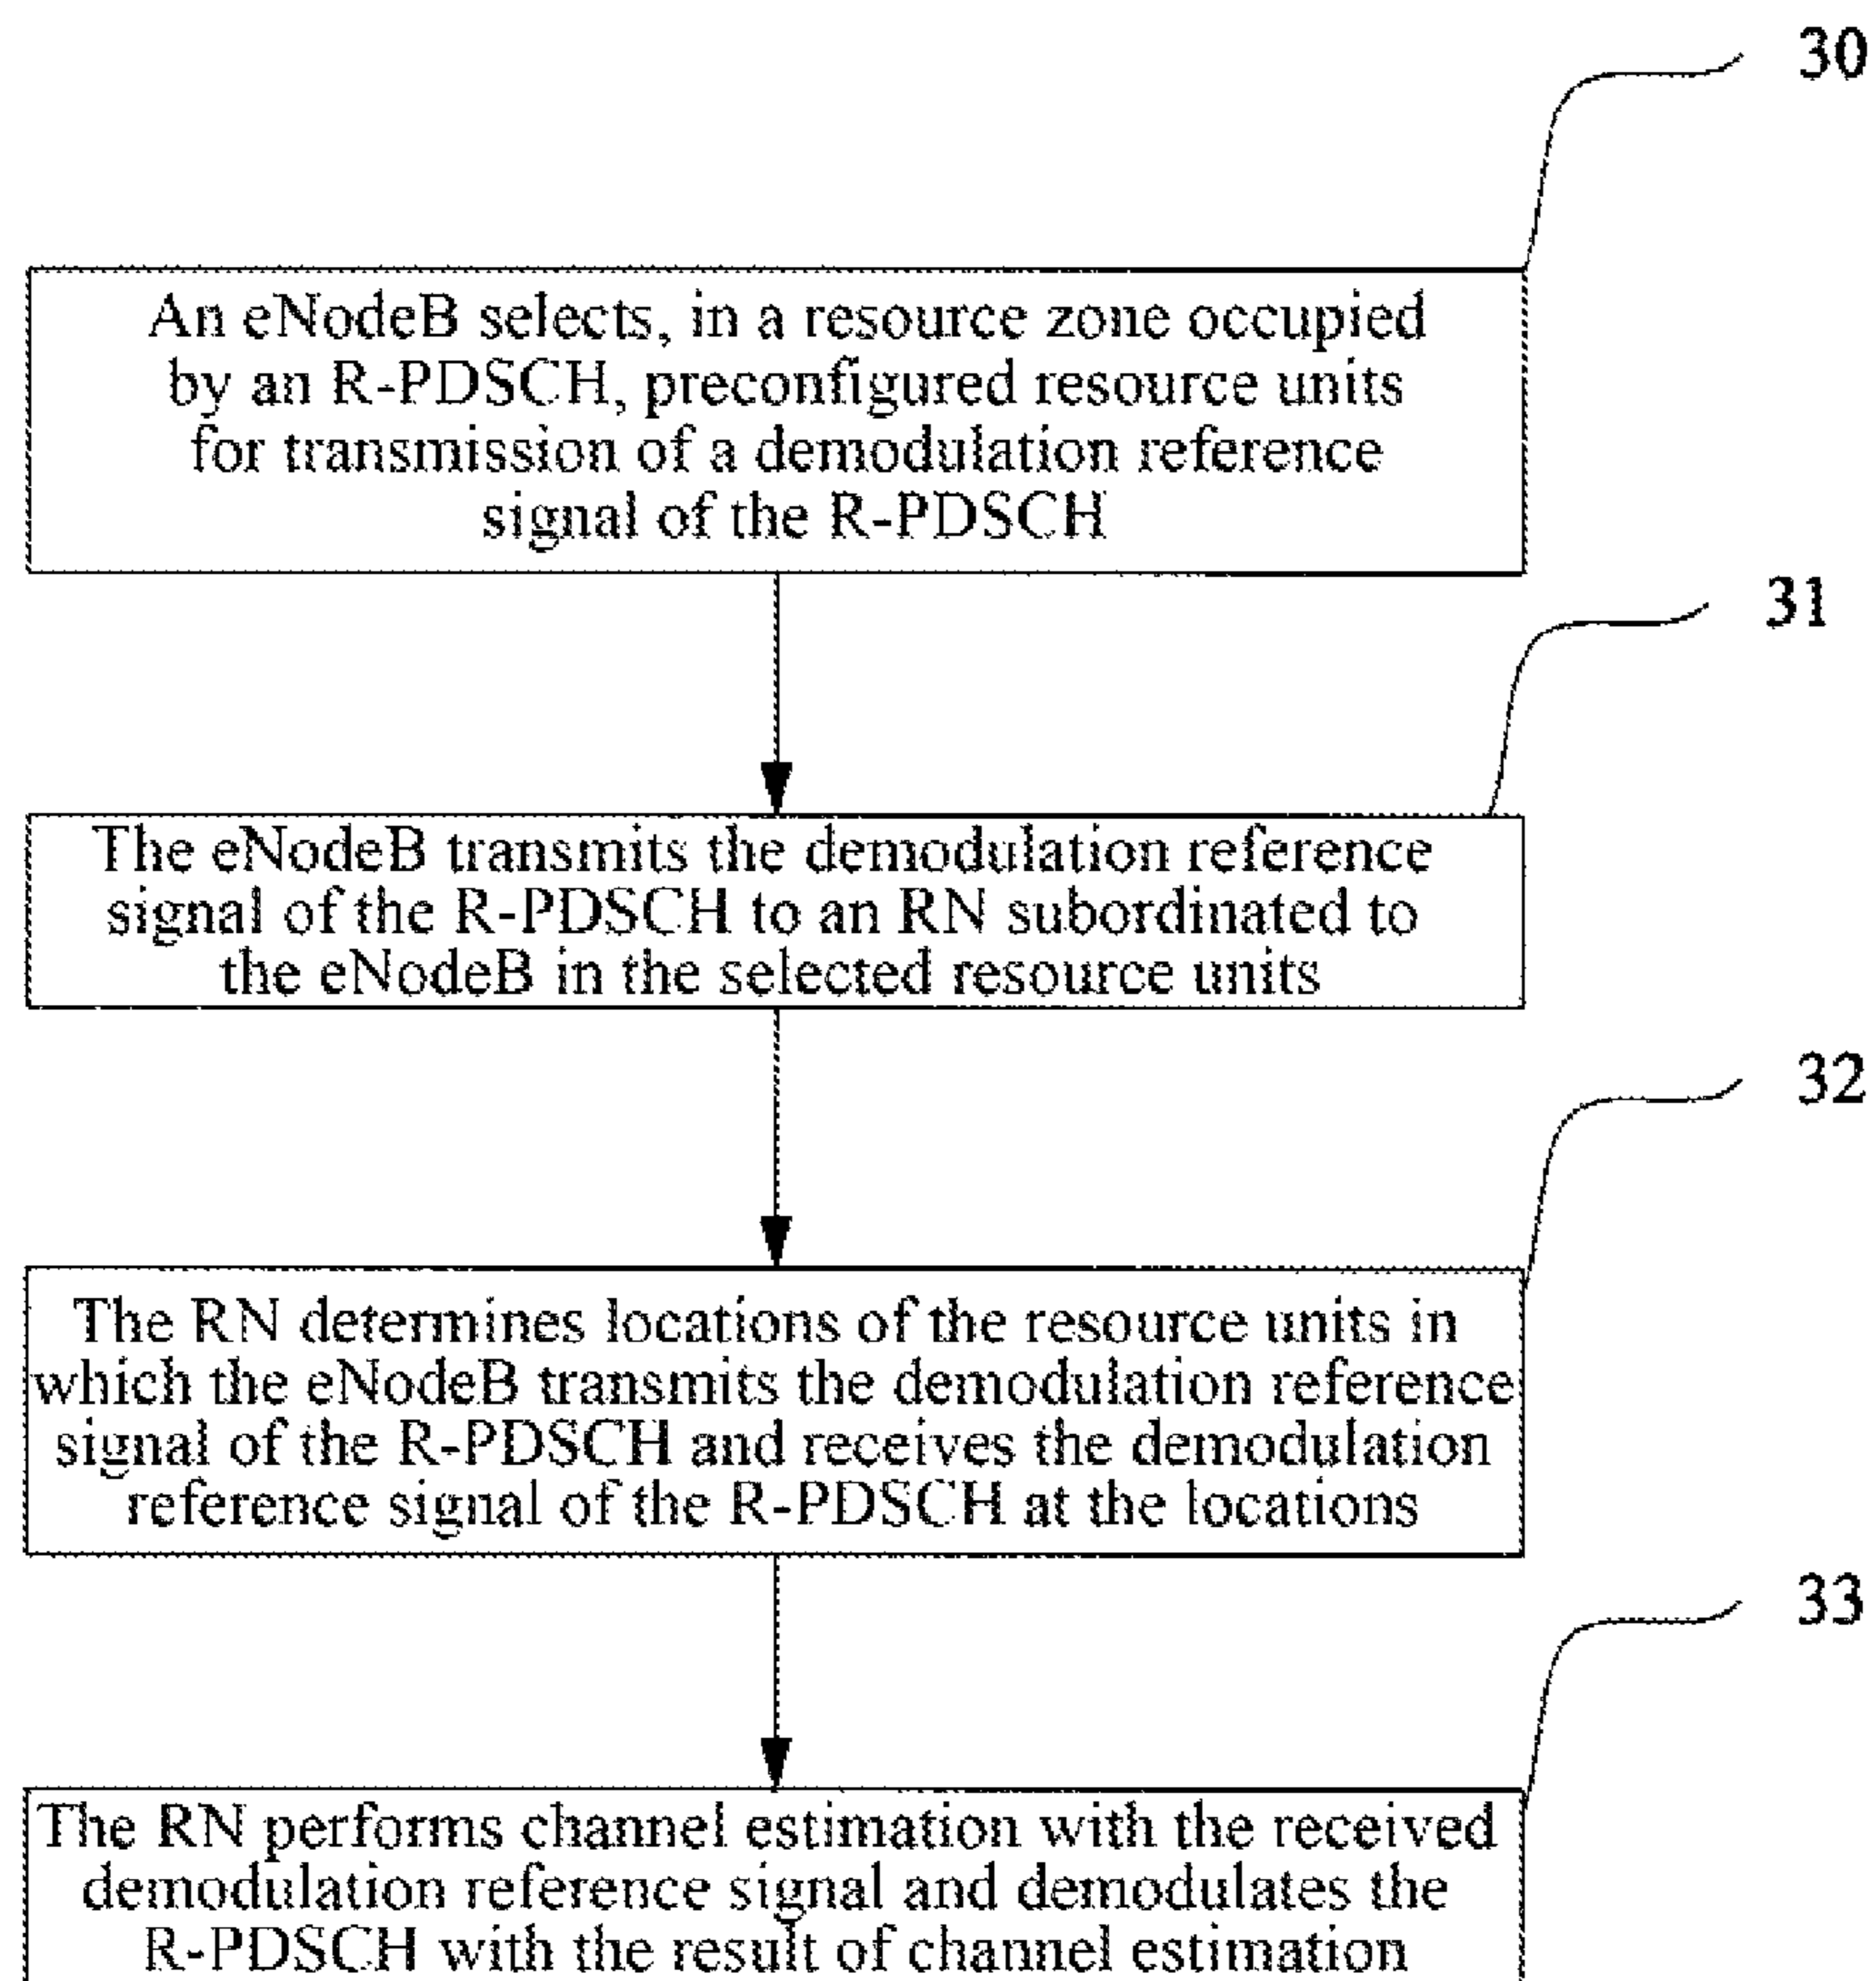 30
An eNodeB selects, in a resource zone occupied
by an R-PDSCH, preconfigured resource units
for transmission of a demodulation reference
signal of the R-PDSCH
31
The eNodeB transmits the demodulation reference
signal of the R-PDSCH to an RN subordinated to
the eNodeB in the selected resource units
32
The RN determines locations of the resource units in
which the eNodeB transmits the demodulation reference
signal of the R-PDSCH and receives the demodulation
reference signal of the R-PDSCH at the locations
33
The RN performs channel estimation with the received
demodulation reference signal and demodulates the
R-PDSCH with the result of channel estimation